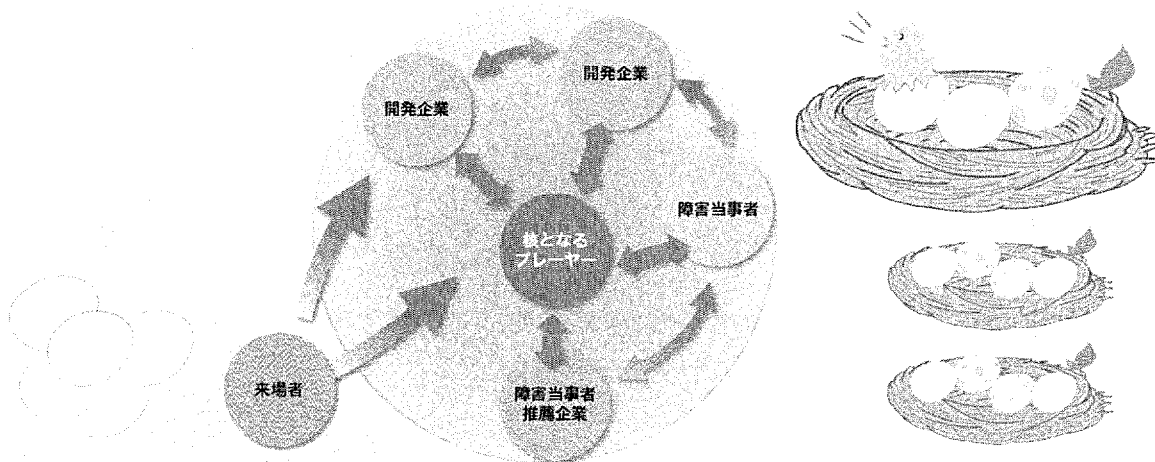 開発企業
開発企業
障害当事者
核となる
プレーヤー
来場者
障害当事者
推薦企業